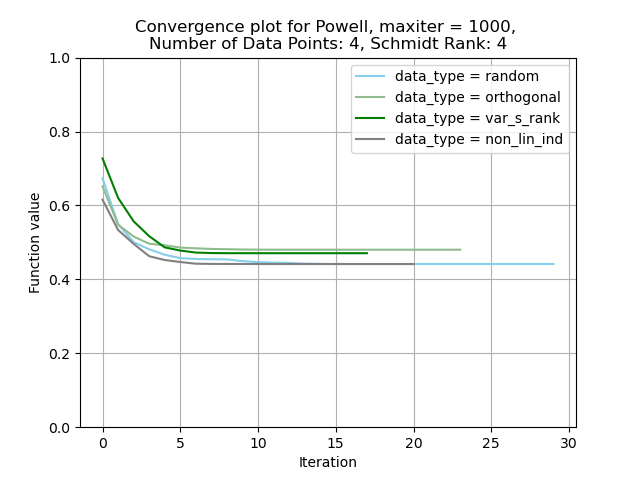 Convergence plot for Powell, maxiter = 1000,
Number of Data Points: 4, Schmidt Rank: 4
data_type = random
data_type = orthogonal
data_type = var_s_rank
data_type = non_lin_ind
Function value
1.0
0.8
0.6
0.4
0.2
0.0
0 5 10 15 20 25 30
Iteration